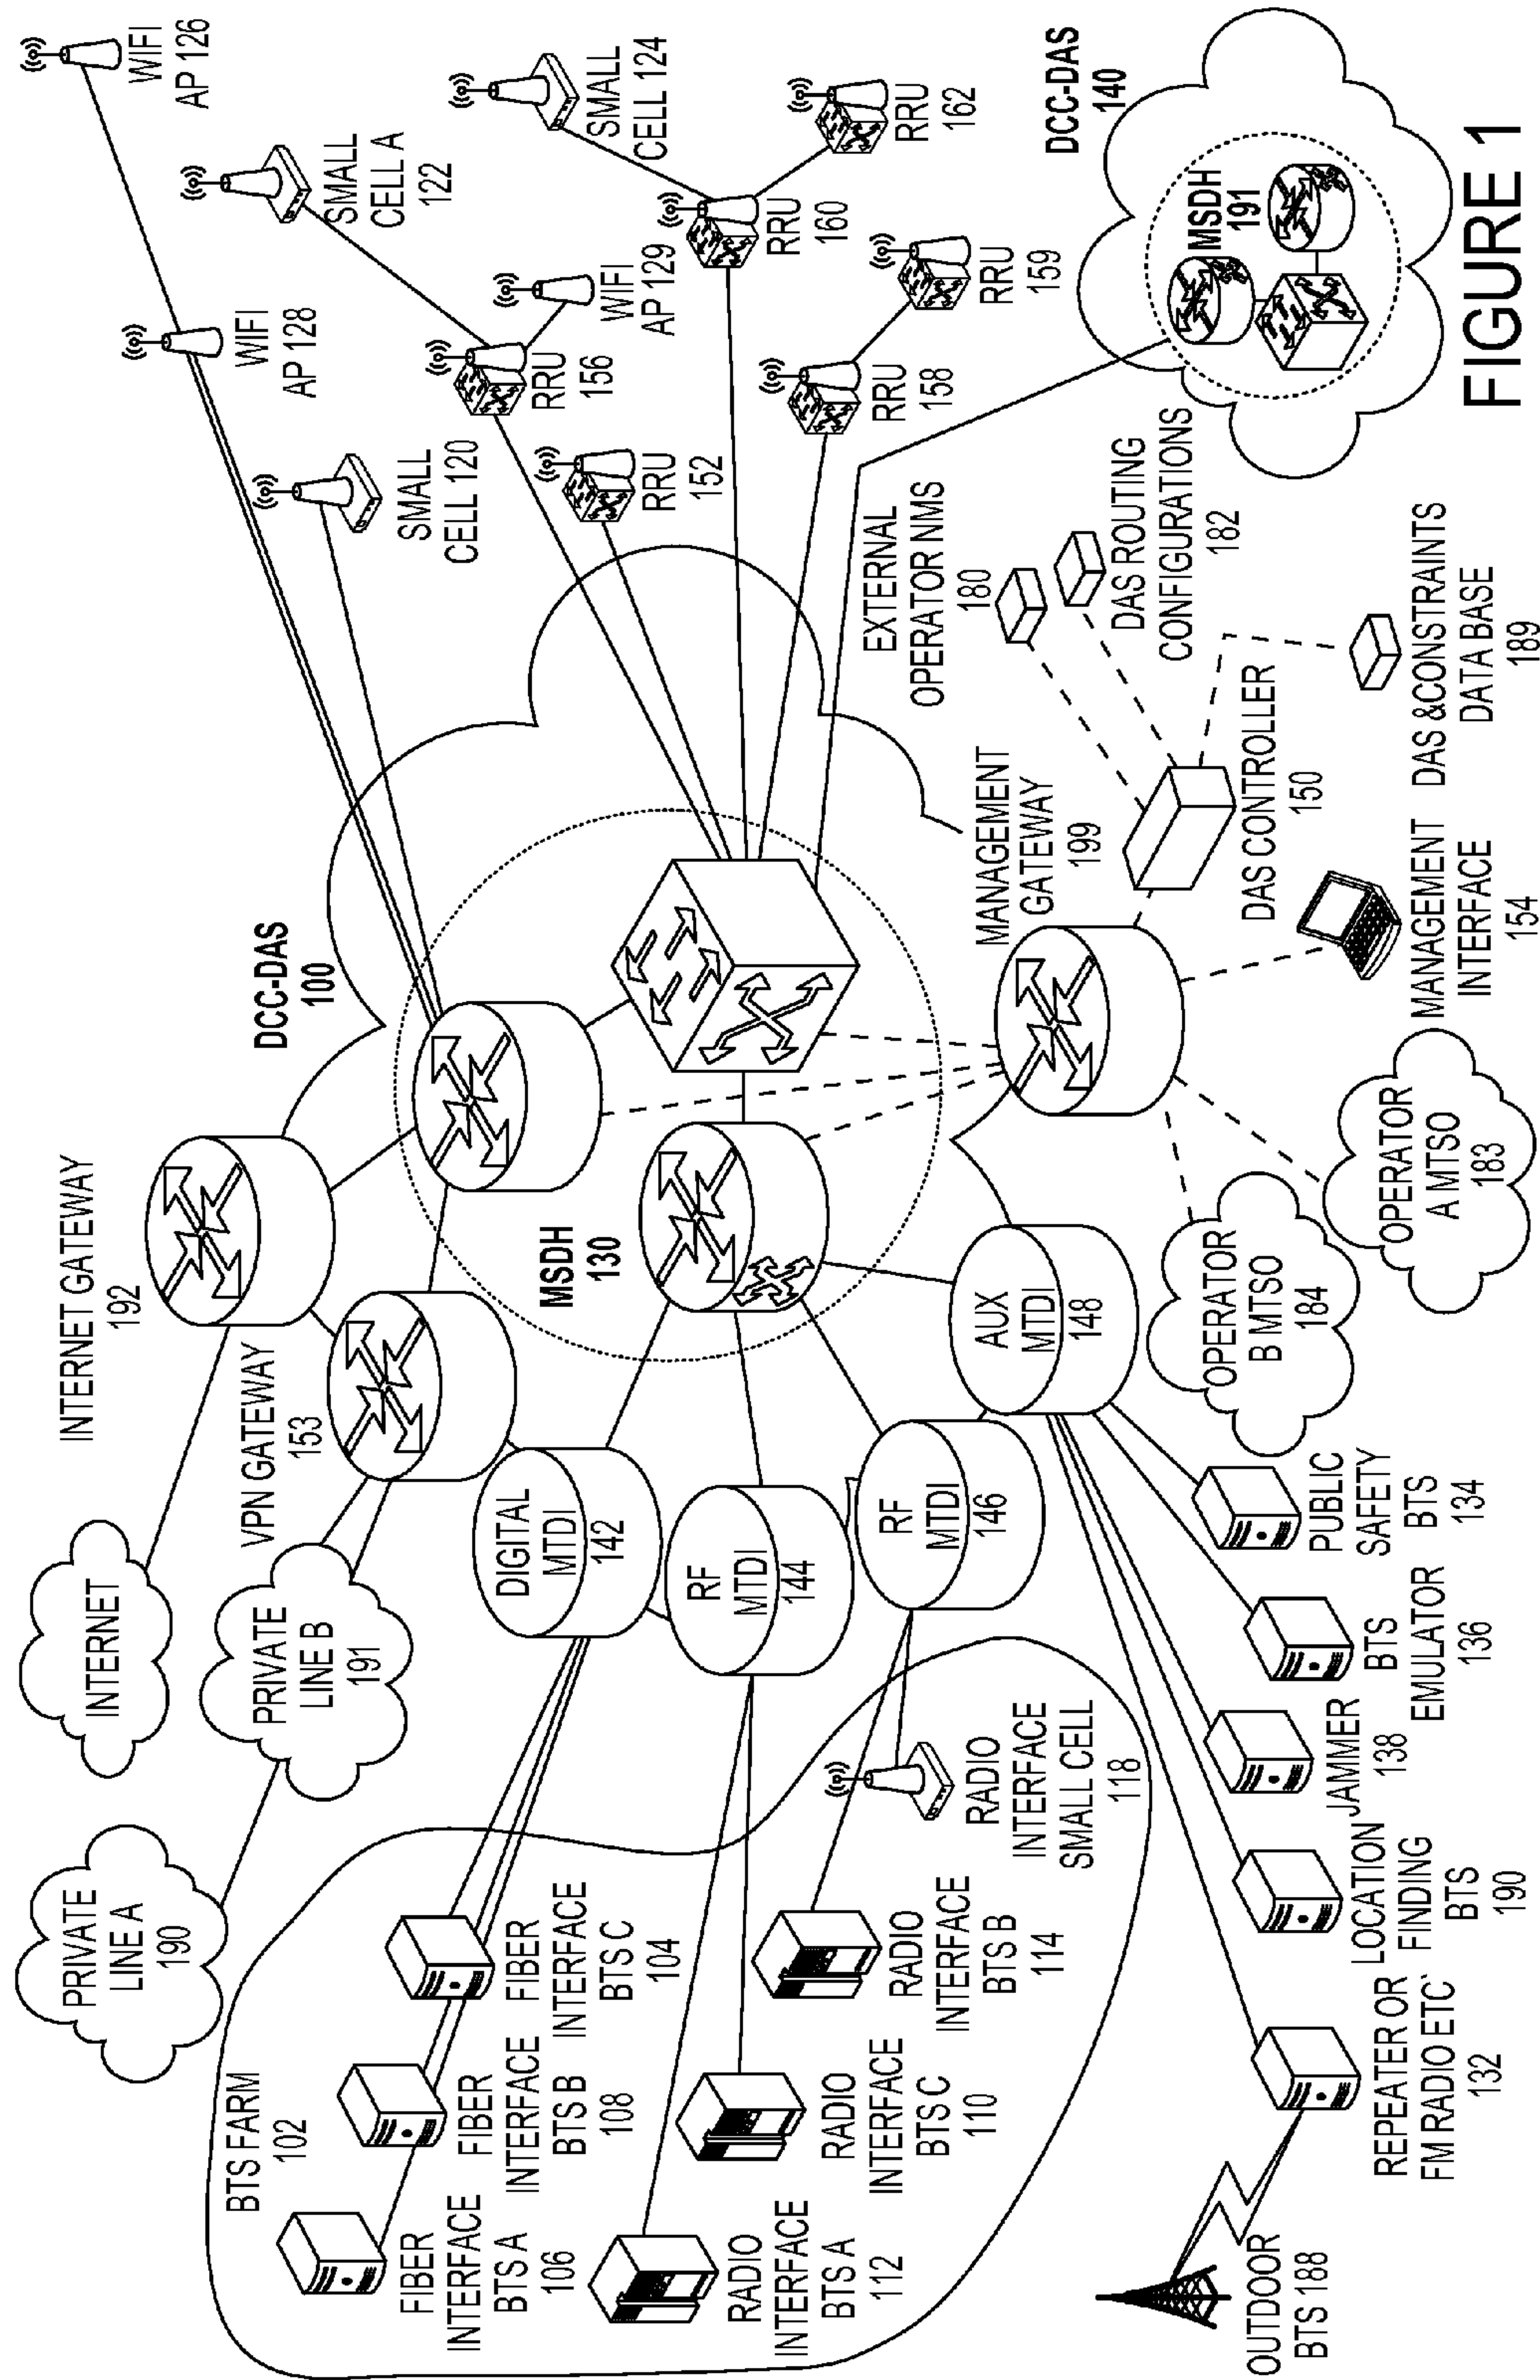 INTERNET GATEWAY
192
VPN GATEWAY
153
INTERNET
PRIVATE
LINE B
191
PRIVATE
LINE A
190
DCC-DAS
100
MSDH
130
WIFI
AP 126
WIFI
AP 128
SMALL
CELL A
122
SMALL
CELL 120
SMALL
CELL 124
RRU
156
WIFI
AP 129
RRU
152
RRU
160
RRU
162
RRU
158
RRU
159
DCC-DAS
140
MSDH
191
EXTERNAL
OPERATOR NMS
180
DAS ROUTING
CONFIGURATIONS
182
DAS &CONSTRAINTS
DATA BASE
189
DAS CONTROLLER
150
MANAGEMENT
GATEWAY
199
MANAGEMENT
INTERFACE
154
OPERATOR
A MTSO
183
OPERATOR
B MTSO
184
DIGITAL
MTDI
142
RF
MTDI
144
RF
MTDI
146
AUX
MTDI
148
BTS FARM
102
FIBER
INTERFACE
BTS A
106
FIBER
INTERFACE
BTS B
108
FIBER
INTERFACE
BTS C
104
RADIO
INTERFACE
BTS A
112
RADIO
INTERFACE
BTS C
110
RADIO
INTERFACE
BTS B
114
RADIO
INTERFACE
SMALL CELL
118
OUTDOOR
BTS 188
REPEATER OR
FM RADIO ETC`
132
LOCATION
FINDING
BTS
190
JAMMER
138
BTS
EMULATOR
136
PUBLIC
SAFETY
BTS
134
FIGURE 1